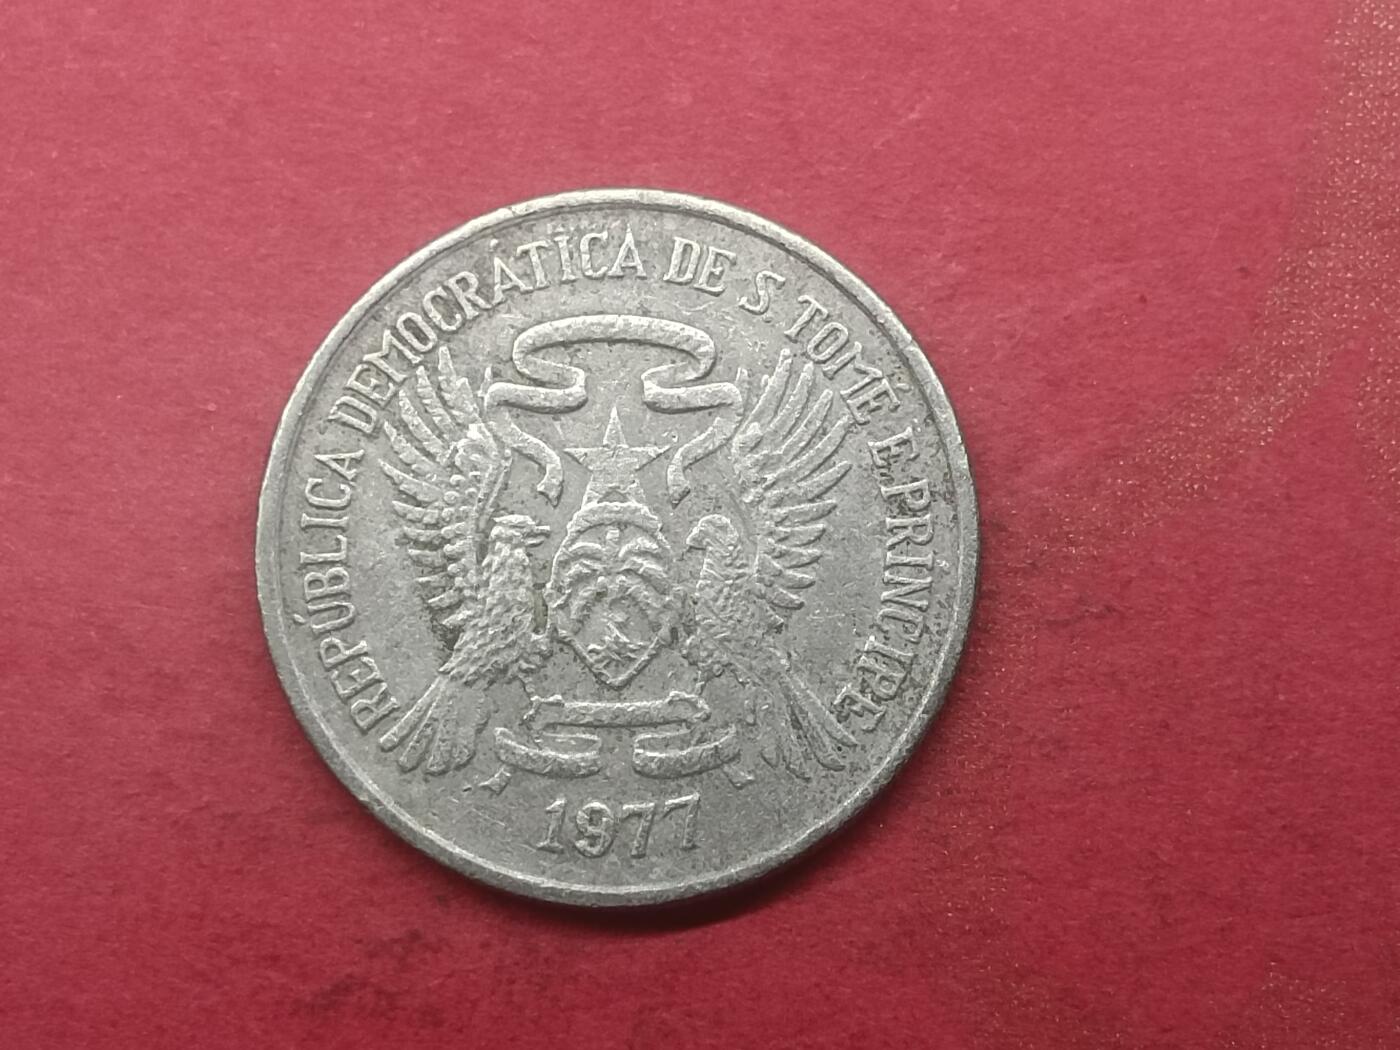 REPÚBLICA DEMOCRÁTICA DE S. TOMÉ E PRÍNCIPE
1977